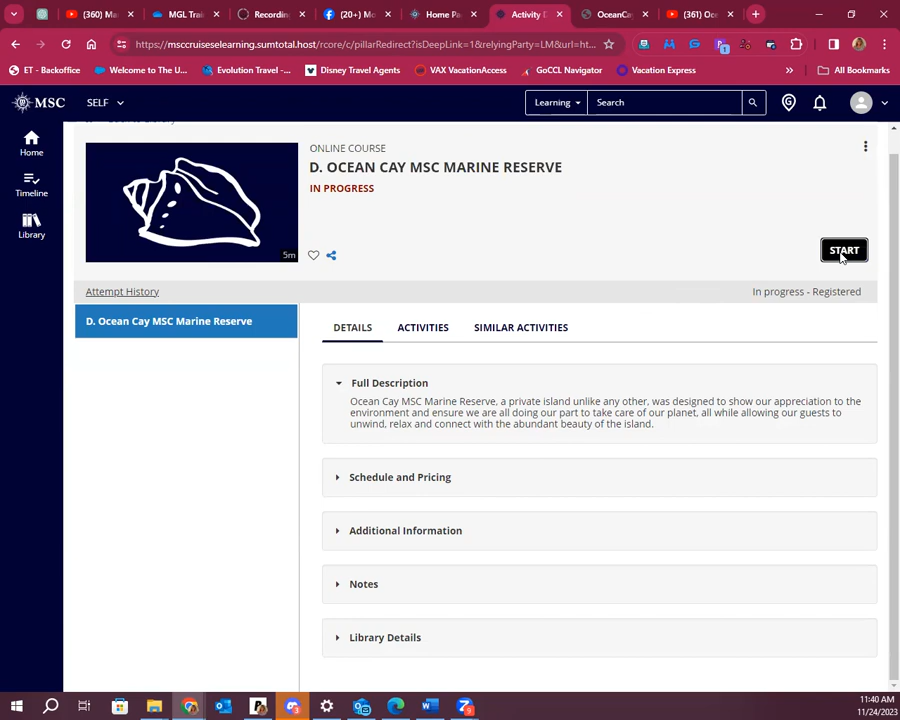 (360) Ma
MGL Trai
Recordin
(20+) Mo
Home Pa
Activity D
OceanCay
(361) Oce
https://msccruiseselearning.sumtotal.host/rcore/c/pillarRedirect?isDeepLink=1&relyingParty=LM&url=ht...
ET - Backoffice
Welcome to The U...
Evolution Travel -...
Disney Travel Agents
VAX VacationAccess
GoCCL Navigator
Vacation Express
»
All Bookmarks
MSC
SELF
Learning
Search
Home
Timeline
Library
ONLINE COURSE
D. OCEAN CAY MSC MARINE RESERVE
IN PROGRESS
5m
START
Attempt History
In progress - Registered
D. Ocean Cay MSC Marine Reserve
DETAILS
ACTIVITIES
SIMILAR ACTIVITIES
Full Description
Ocean Cay MSC Marine Reserve, a private island unlike any other, was designed to show our appreciation to the
environment and ensure we are all doing our part to take care of our planet, all while allowing our guests to
unwind, relax and connect with the abundant beauty of the island.
Schedule and Pricing
Additional Information
Notes
Library Details
11:40 AM
11/24/2023